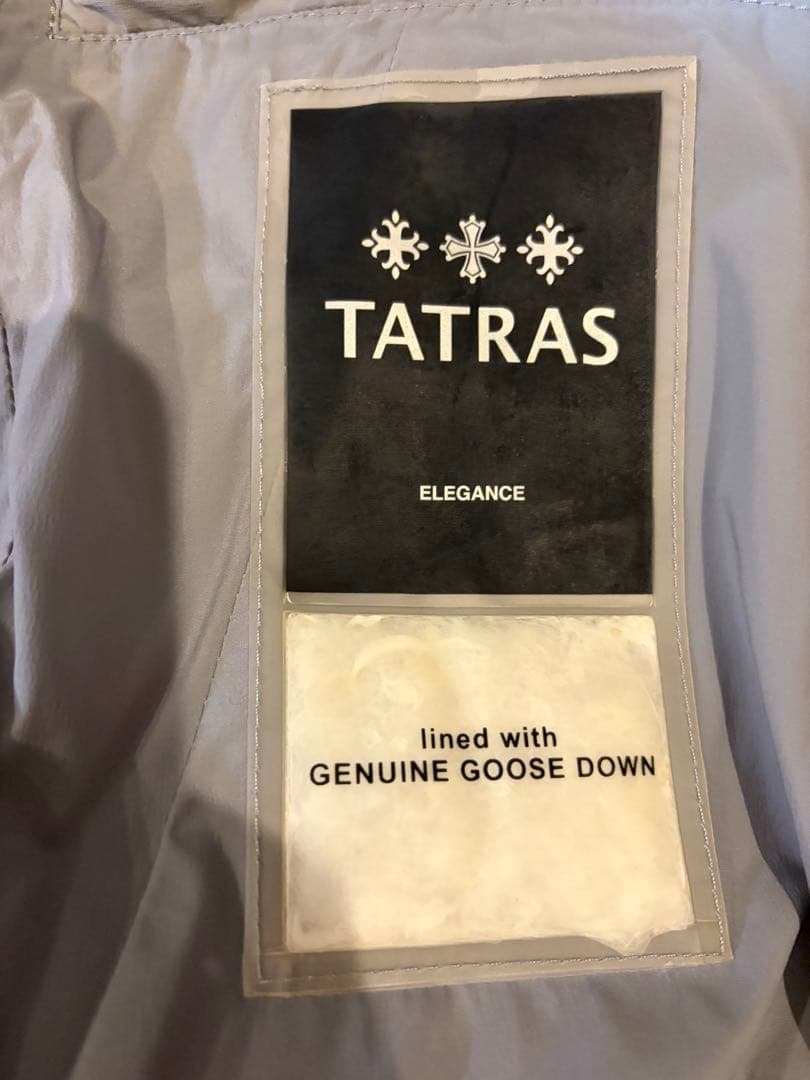 TATRAS
ELEGANCE
lined with
GENUINE GOOSE DOWN